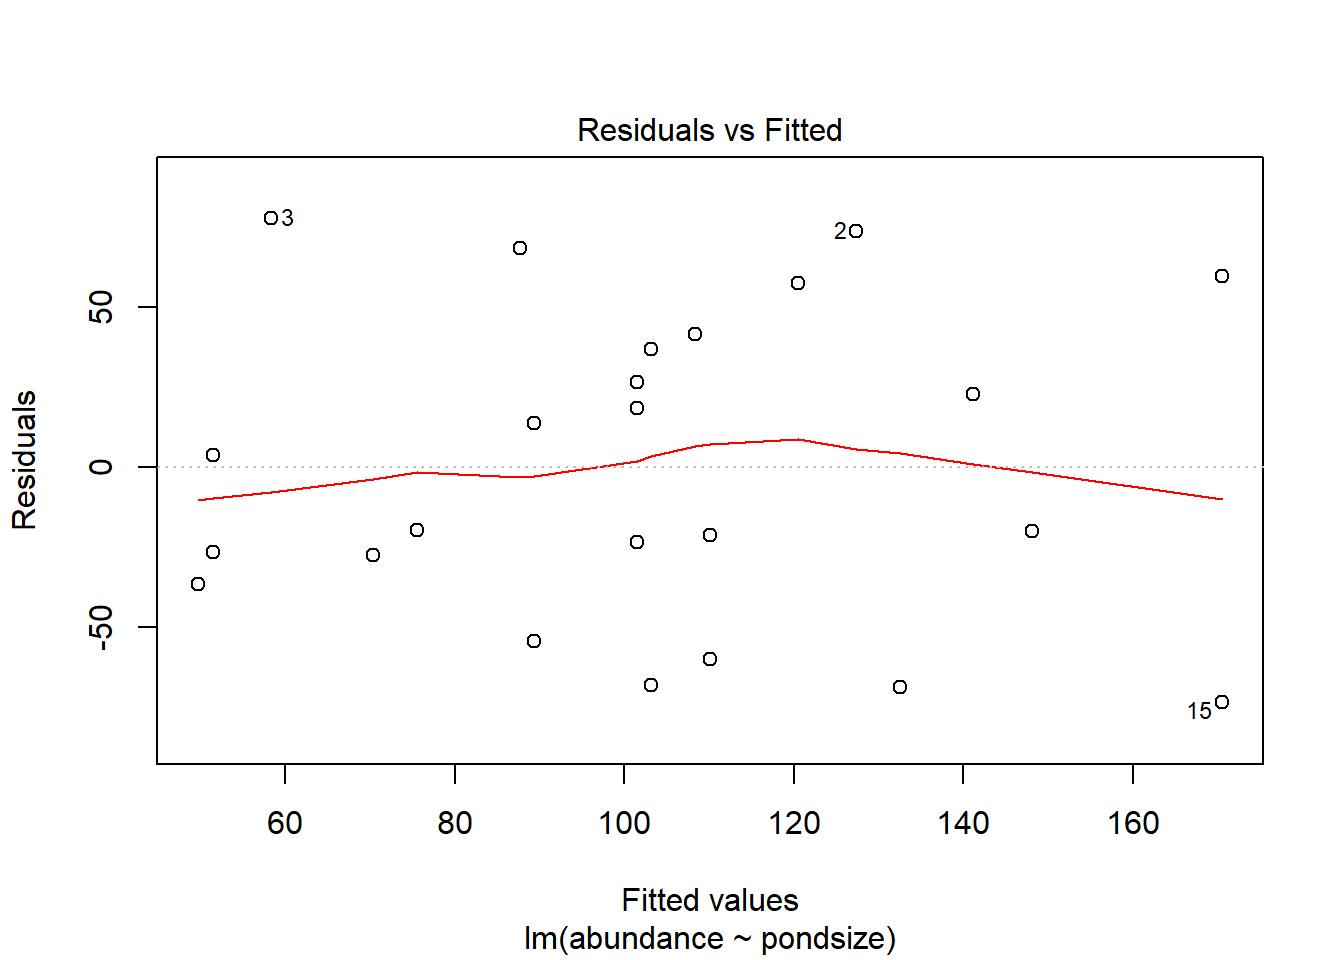 Residuals vs Fitted
3
2
50
0
-50
15
Residuals
60 80 100 120 140 160
Fitted values
lm(abundance ~ pondsize)